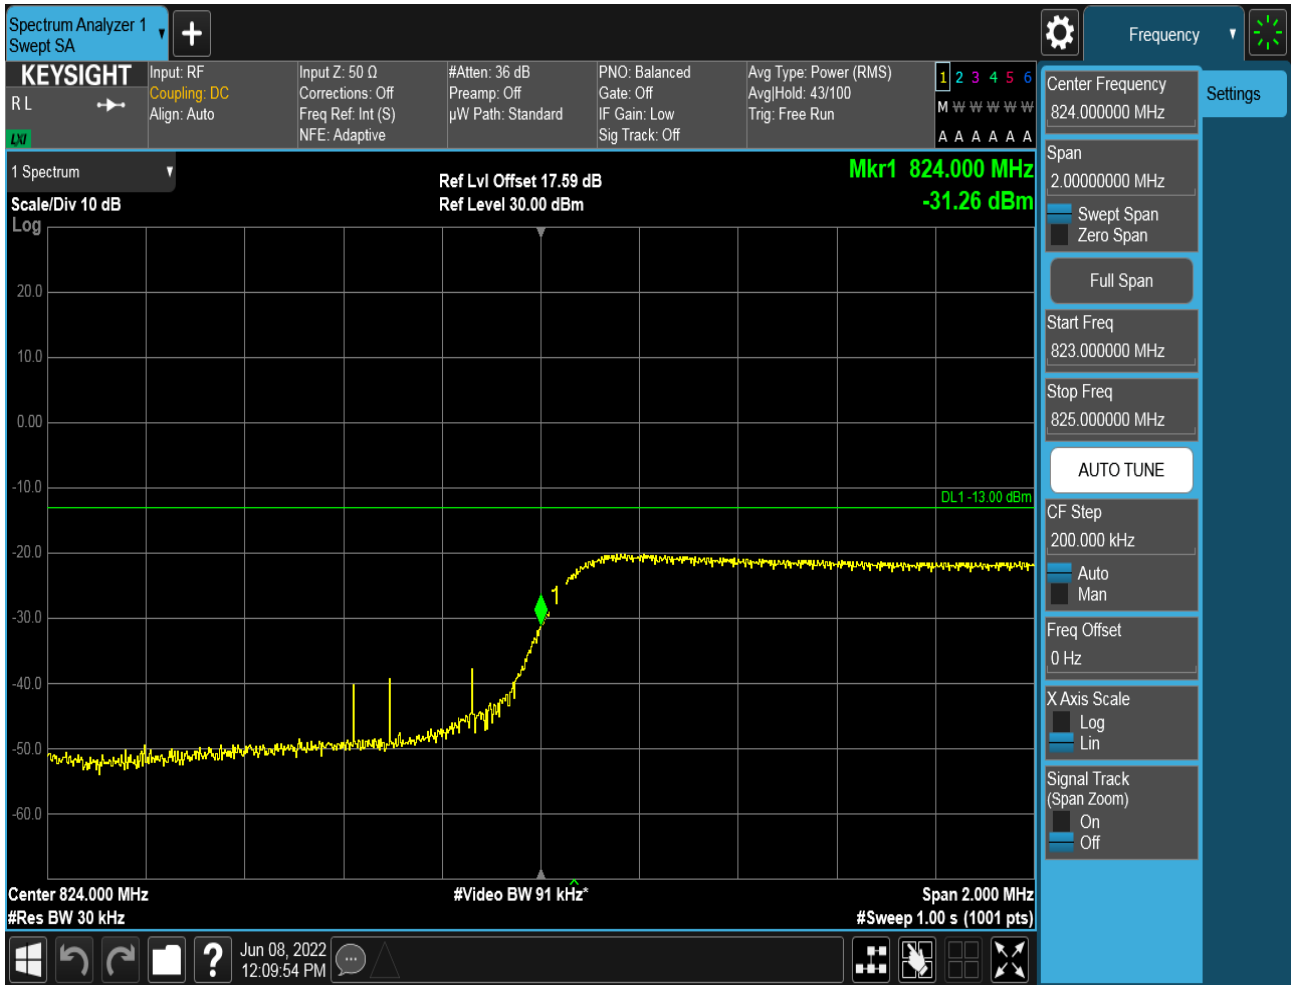 Spectrum Analyzer 1
Swept SA
Frequency
KEYSIGHT
R L
LXI
Input: RF
Coupling: DC
Align: Auto
Input Z: 50 Ω
Corrections: Off
Freq Ref: Int (S)
NFE: Adaptive
#Atten: 36 dB
Preamp: Off
µW Path: Standard
PNO: Balanced
Gate: Off
IF Gain: Low
Sig Track: Off
Avg Type: Power (RMS)
Avg|Hold: 43/100
Trig: Free Run
1 2 3 4 5 6
M W W W W W
A A A A A A
1 Spectrum
Scale/Div 10 dB
Log
Ref Lvl Offset 17.59 dB
Ref Level 30.00 dBm
Mkr1 824.000 MHz
-31.26 dBm
20.0
10.0
0.00
-10.0
-20.0
-30.0
-40.0
-50.0
-60.0
DL1 -13.00 dBm
1
Center 824.000 MHz
#Res BW 30 kHz
#Video BW 91 kHz*
Span 2.000 MHz
#Sweep 1.00 s (1001 pts)
Jun 08, 2022
12:09:54 PM
Center Frequency
824.000000 MHz
Settings
Span
2.00000000 MHz
Swept Span
Zero Span
Full Span
Start Freq
823.000000 MHz
Stop Freq
825.000000 MHz
AUTO TUNE
CF Step
200.000 kHz
Auto
Man
Freq Offset
0 Hz
X Axis Scale
Log
Lin
Signal Track
(Span Zoom)
On
Off